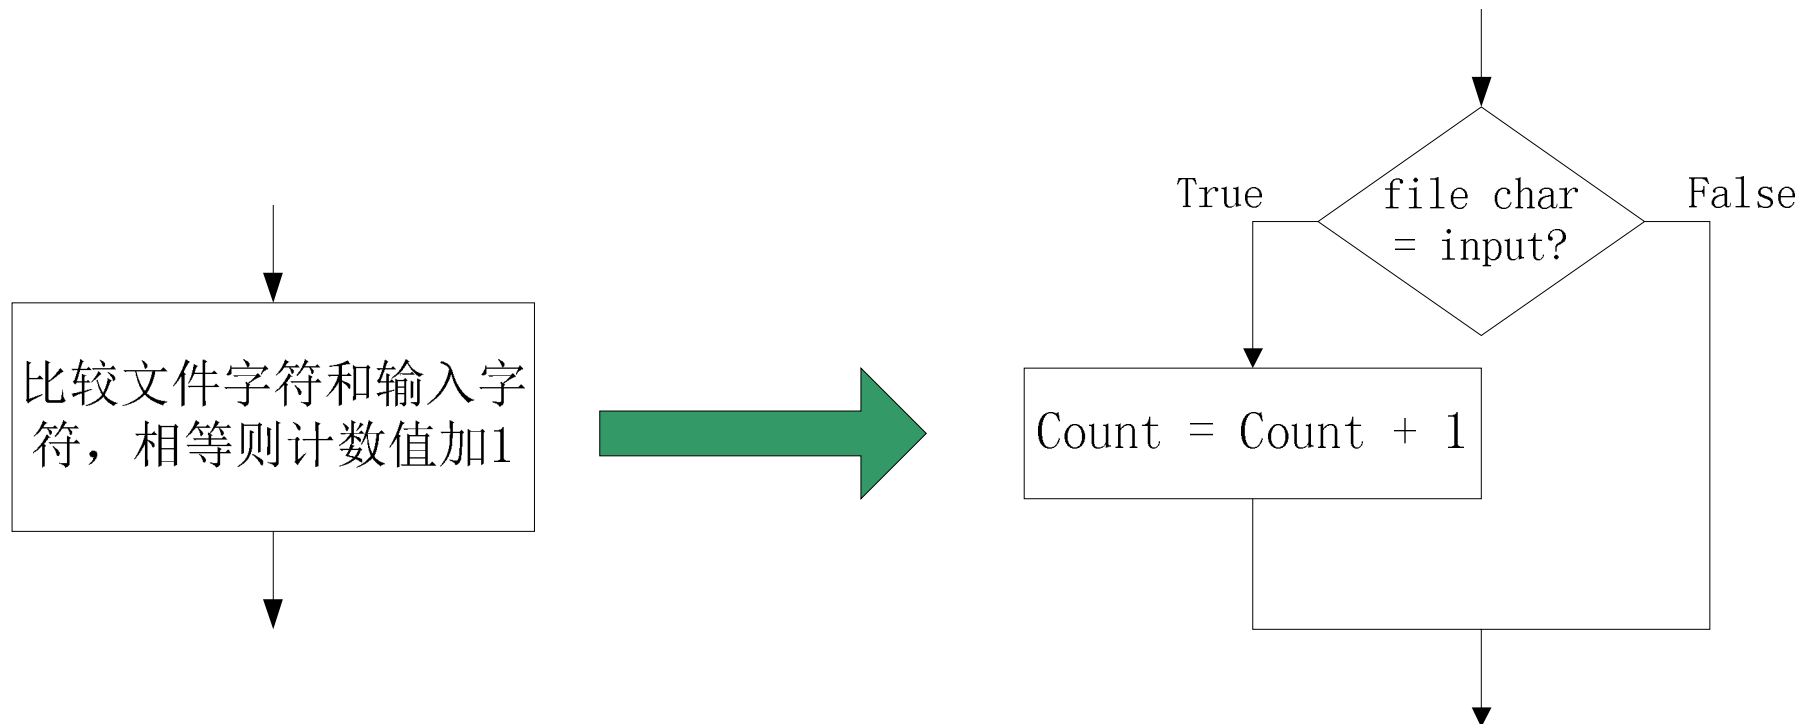 比较文件字符和输入字
符，相等则计数值加1
True
file char
= input?
False
Count = Count + 1